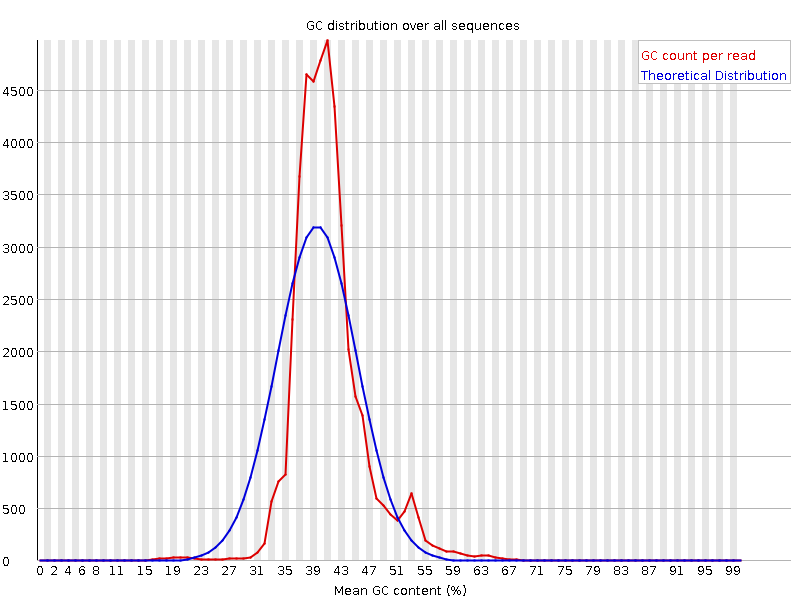 GC distribution over all sequences
GC count per read
Theoretical Distribution
4500
4000
3500
3000
2500
2000
1500
1000
500
0
0 2 4 6 8 11 15 19 23 27 31 35 39 43 47 51 55 59 63 67 71 75 79 83 87 91 95 99
Mean GC content (%)